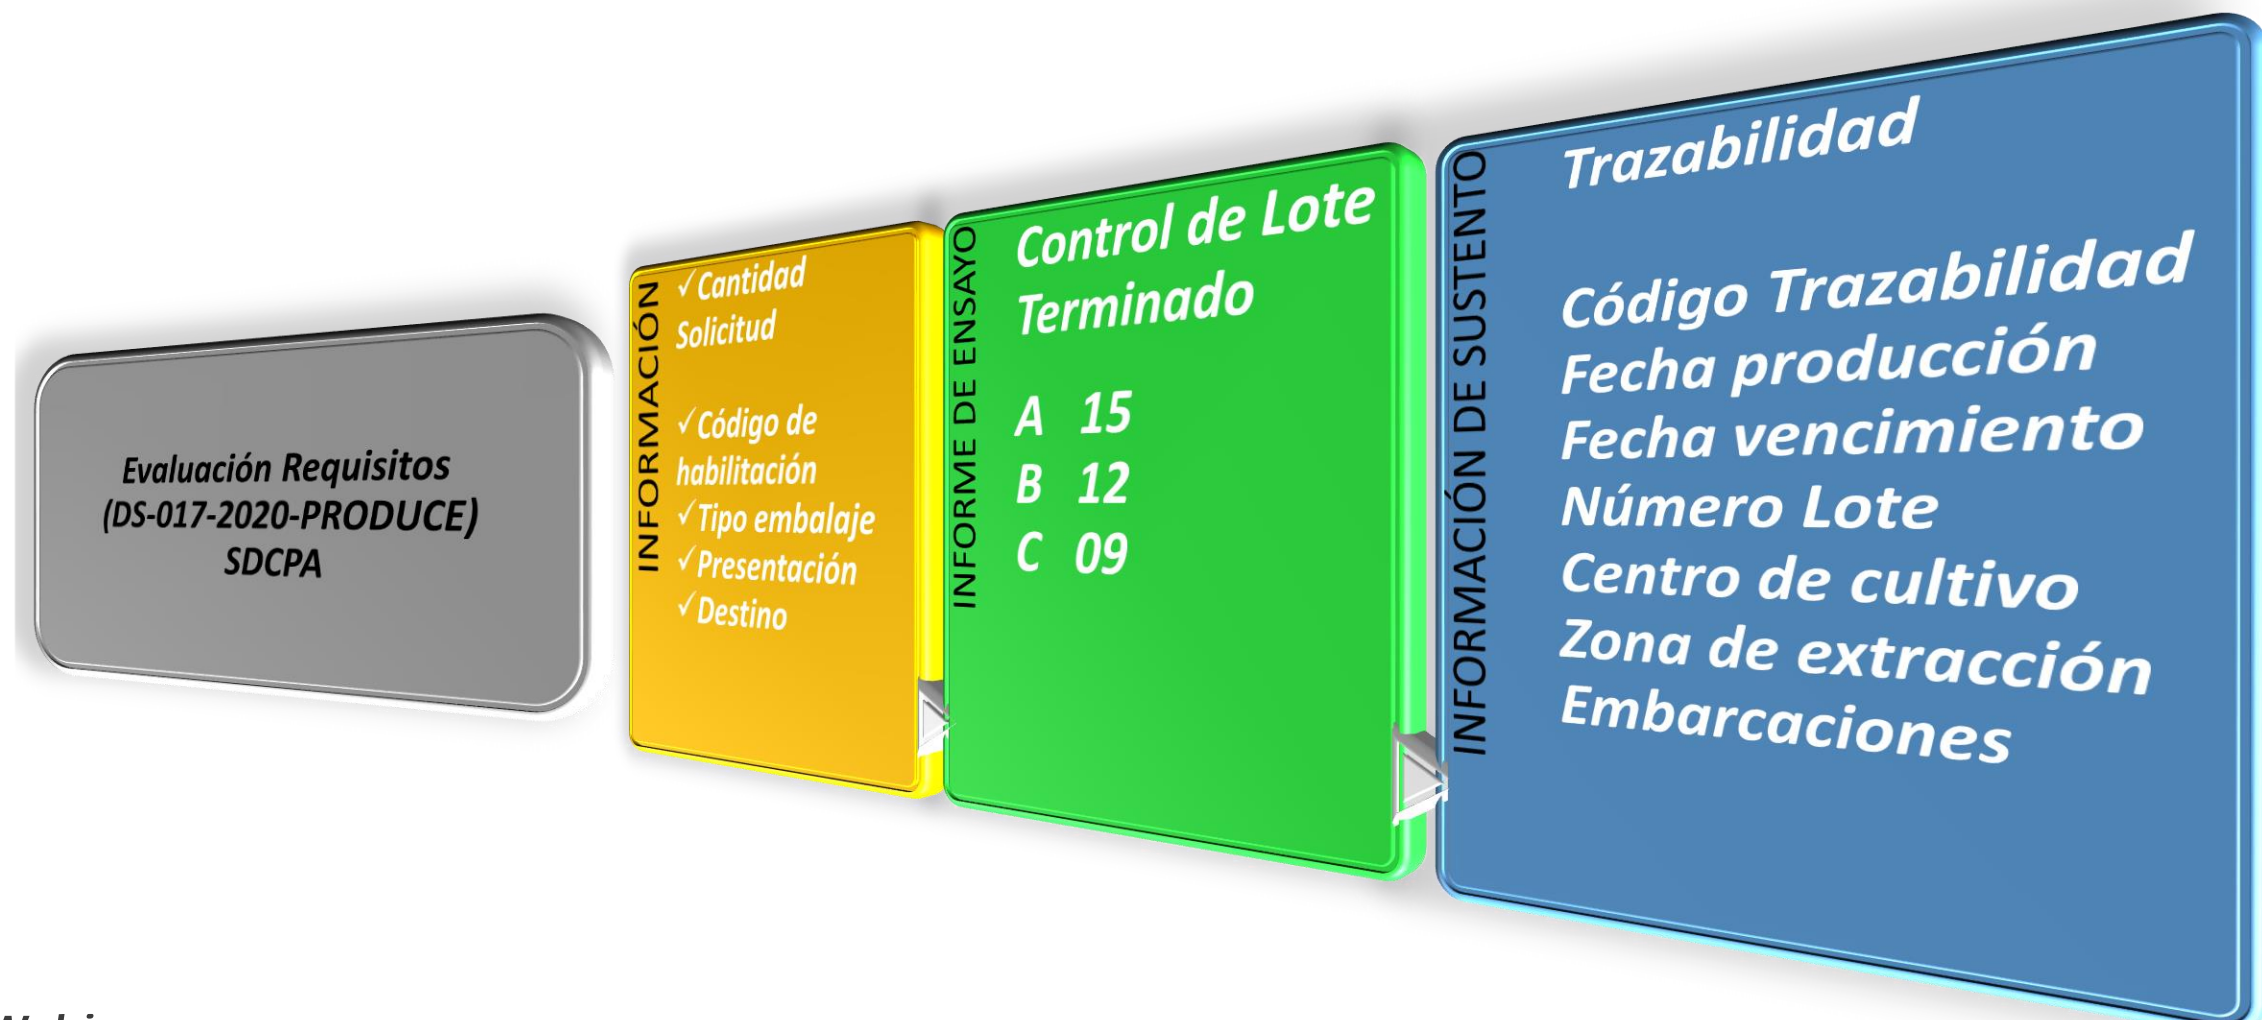 Evaluación Requisitos
(DS-017-2020-PRODUCE)
SDCPA
INFORMACIÓN
✓Cantidad
Solicitud
✓Código de
habilitación
✓Tipo embalaje
✓Presentación
✓Destino
INFORME DE ENSAYO
Control de Lote
Terminado
A 15
B 12
C 09
INFORMACIÓN DE SUSTENTO
Trazabilidad
Código Trazabilidad
Fecha producción
Fecha vencimiento
Número Lote
Centro de cultivo
Zona de extracción
Embarcaciones